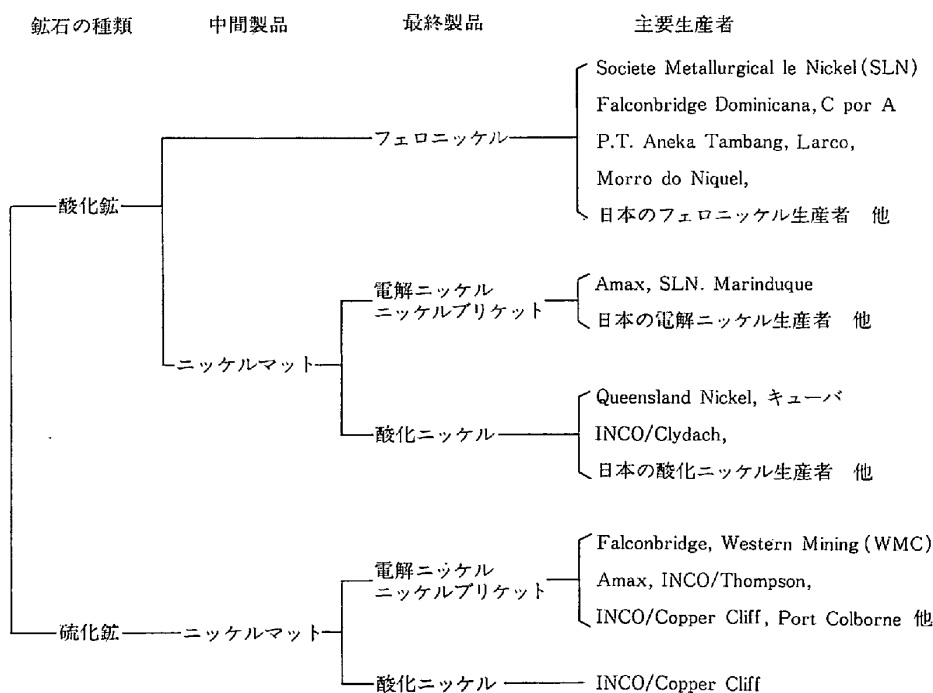 鉱石の種類 中間製品 最終製品 主要生産者
Societe Metallurgical le Nickel (SLN)
Falconbridge Dominicana, C por A
フェロニッケル
P.T. Aneka Tambang, Larco,
Morro do Niquel,
酸化鉱
日本のフェロニッケル生産者 他
電解ニッケル
ニッケルブリケット
Amax, SLN. Marinduque
日本の電解ニッケル生産者 他
ニッケルマット
Queensland Nickel, キューバ
酸化ニッケル
INCO/Clydach,
日本の酸化ニッケル生産者 他
Falconbridge, Western Mining (WMC)
電解ニッケル
ニッケルブリケット
Amax, INCO/Thompson,
INCO/Copper Cliff, Port Colborne 他
硫化鉱
ニッケルマット
酸化ニッケル
INCO/Copper Cliff